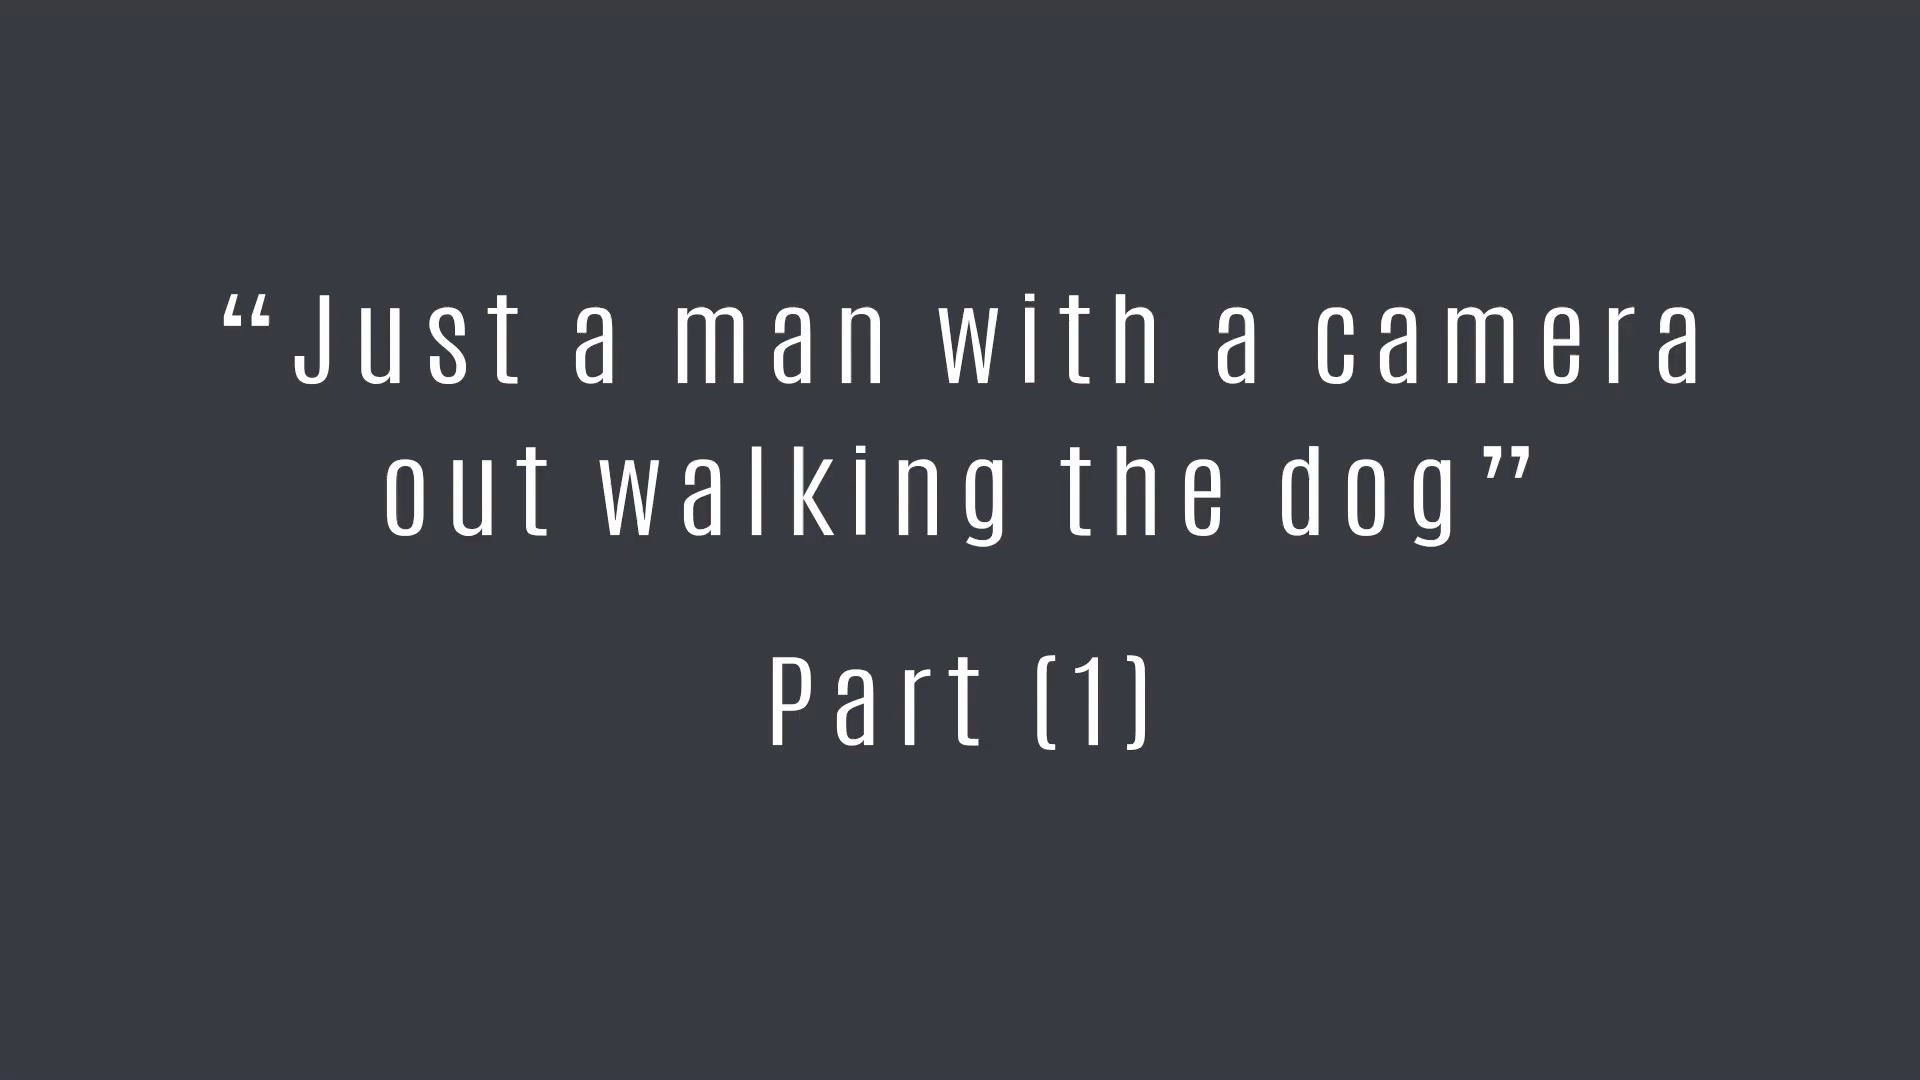 “Just a man with a camera
out walking the dog”
Part (1)